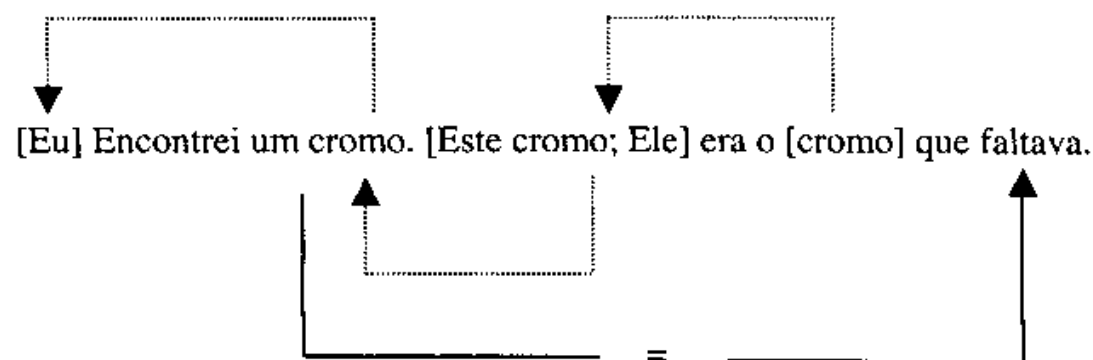 [Eu] Encontrei um cromo. [Este cromo; Ele] era o [cromo] que faltava.
=